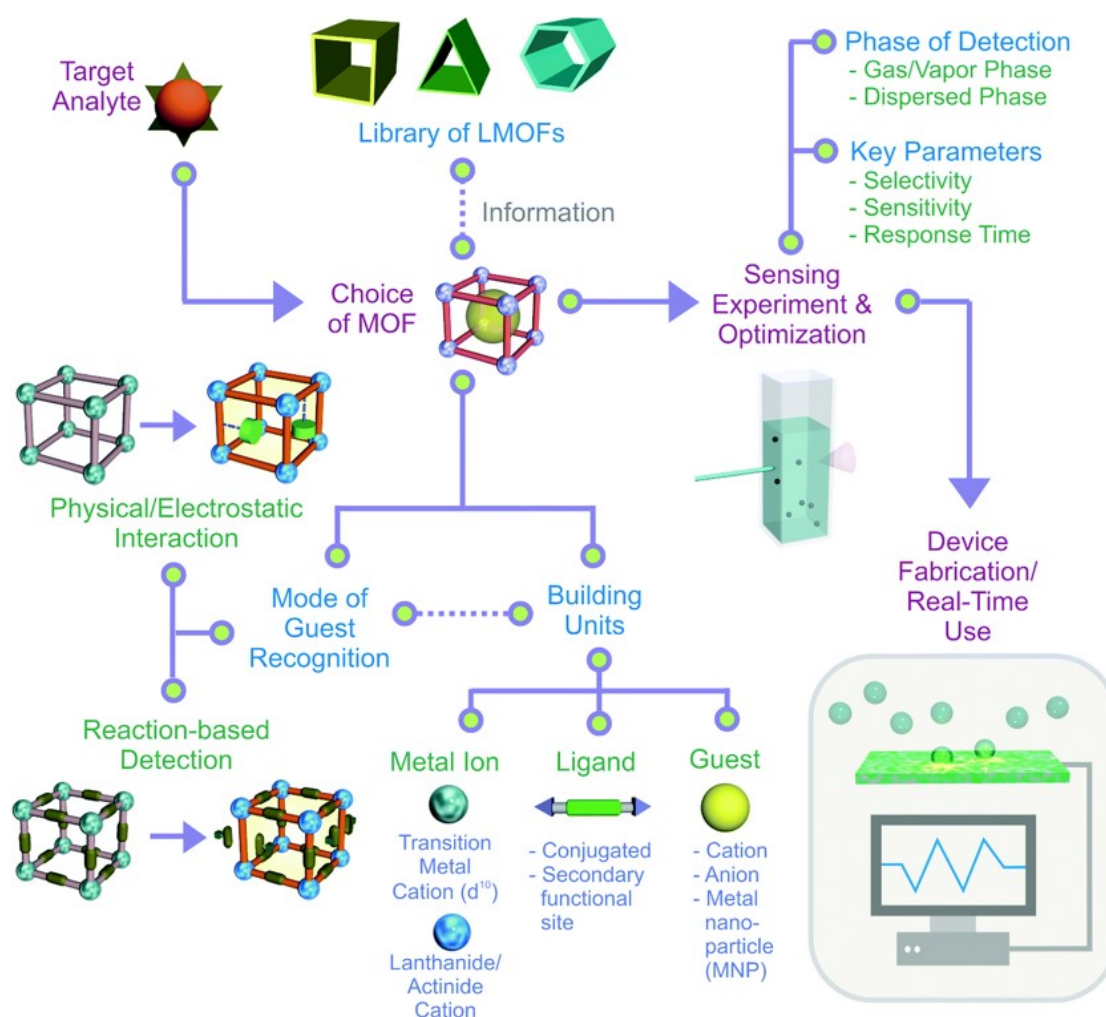 Target
Analyte
Library of LMOFs
Information
Phase of Detection
- Gas/Vapor Phase
- Dispersed Phase
Key Parameters
- Selectivity
- Sensitivity
- Response Time
Choice
of MOF
Sensing
Experiment &
Optimization
Physical/Electrostatic
Interaction
Mode of
Guest
Recognition
Building
Units
Device
Fabrication/
Real-Time
Use
Reaction-based
Detection
Metal Ion
Transition
Metal
Cation (d¹⁰)
Lanthanide/
Actinide
Cation
Ligand
- Conjugated
- Secondary
functional
site
Guest
- Cation
- Anion
- Metal
nano-
particle
(MNP)